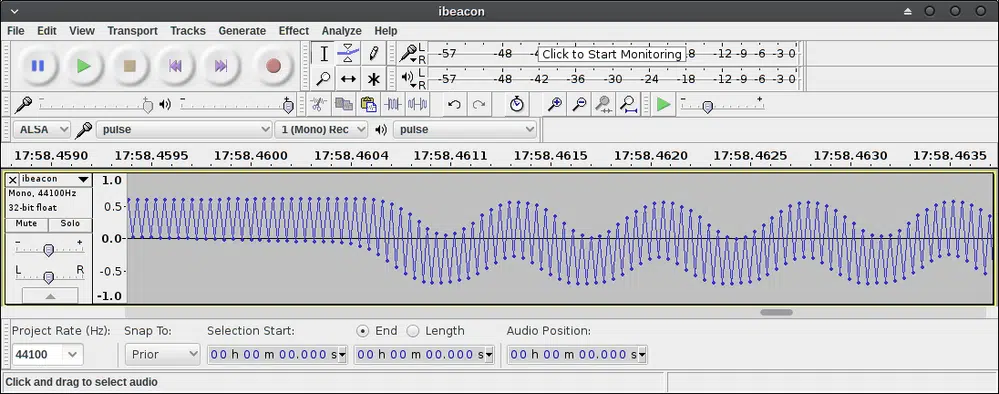 ibeacon
File Edit View Transport Tracks Generate Effect Analyze Help
L R -57 -48 -4 Click to Start Monitoring 8 -12 -9 -6 -3 0
L R -57 -48 -42 -36 -30 -24 -18 -12 -9 -6 -3 0
- + - + - +
ALSA pulse 1 (Mono) Rec pulse
17:58.4590 17:58.4595 17:58.4600 17:58.4604 17:58.4611 17:58.4615 17:58.4620 17:58.4625 17:58.4630 17:58.4635
ibeacon
Mono, 44100Hz
32-bit float
Mute Solo
- +
L R
1.0
0.5
0.0
-0.5
-1.0
Project Rate (Hz): Snap To: Selection Start: End Length Audio Position:
44100 Prior 00 h 00 m 00.000 s 00 h 00 m 00.000 s 00 h 00 m 00.000 s
Click and drag to select audio